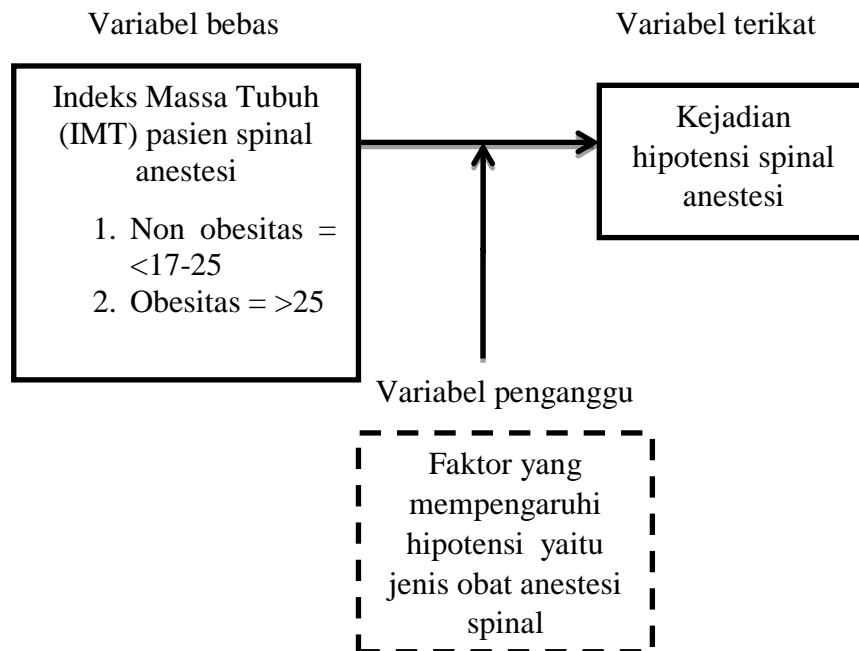 Variabel bebas
Variabel terikat
Indeks Massa Tubuh
(IMT) pasien spinal
anestesi
1. Non obesitas =
<17-25
2. Obesitas = >25
Kejadian
hipotensi spinal
anestesi
Variabel penganggu
Faktor yang
mempengaruhi
hipotensi yaitu
jenis obat anestesi
spinal